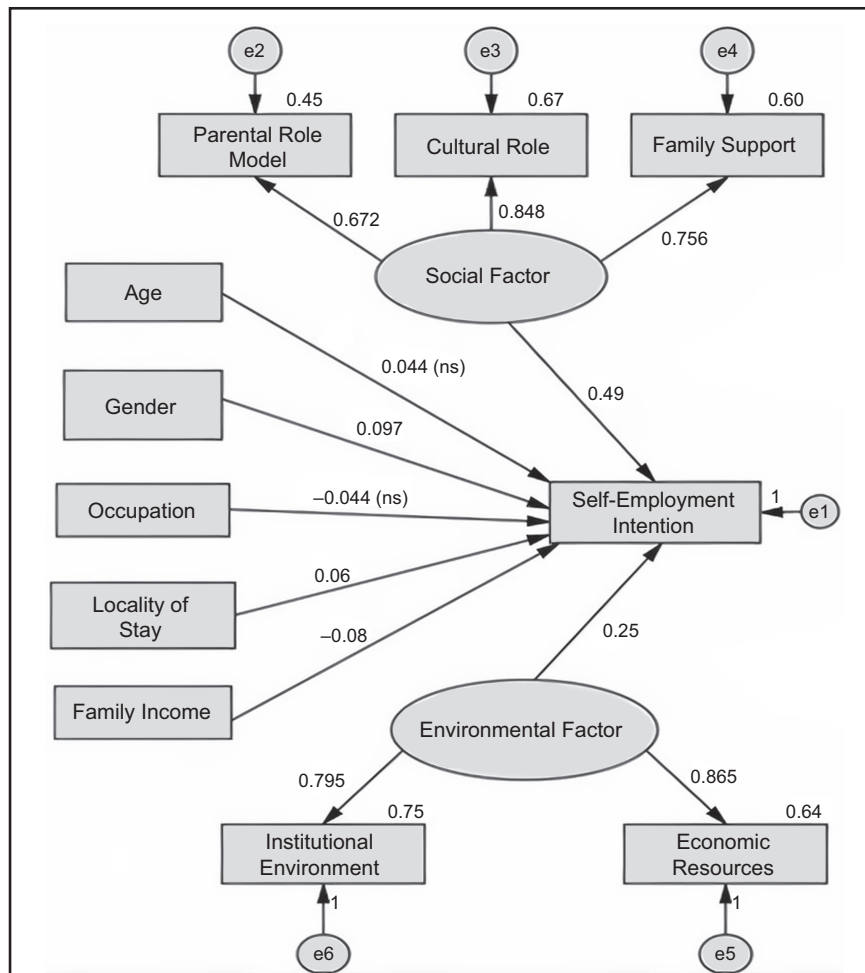 e2
e3
e4
0.45
0.67
0.60
Parental Role
Model
Cultural Role
Family Support
0.672
0.848
0.756
Social Factor
Age
0.044 (ns)
0.49
Gender
0.097
Occupation
–0.044 (ns)
Self-Employment
Intention
1
e1
Locality of
Stay
0.06
–0.08
0.25
Family Income
Environmental Factor
0.795
0.865
0.75
0.64
Institutional
Environment
Economic
Resources
1
1
e6
e5